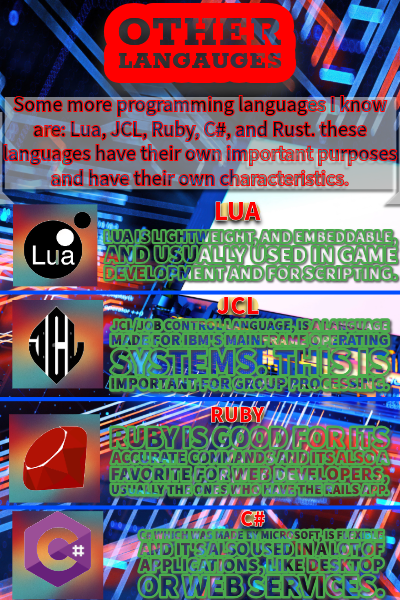 OTHER
LANGAUGES
Some more programming languages I know
are: Lua, JCL, Ruby, C#, and Rust. these
languages have their own important purposes
and have their own characteristics.
LUA
Lua
LUA IS LIGHTWEIGHT, AND EMBEDDABLE,
AND USUALLY USED IN GAME
DEVELOPMENT AND FOR SCRIPTING.
JCL
JCL
JCL/JOB CONTROL LANGUAGE, IS A LANGUAGE
MADE FOR IBM'S MAINFRAME OPERATING
SYSTEMS. THIS IS
IMPORTANT FOR GROUP PROCESSING.
RUBY
RUBY IS GOOD FOR ITS
ACCURATE COMMANDS AND ITS ALSO A
FAVORITE FOR WEB DEVELOPERS,
USUALLY THE ONES WHO HAVE THE RAILS APP.
C#
C#
C# WHICH WAS MADE BY MICROSOFT, IS FLEXIBLE
AND IT'S ALSO USED IN A LOT OF
APPLICATIONS, LIKE DESKTOP
OR WEB SERVICES.